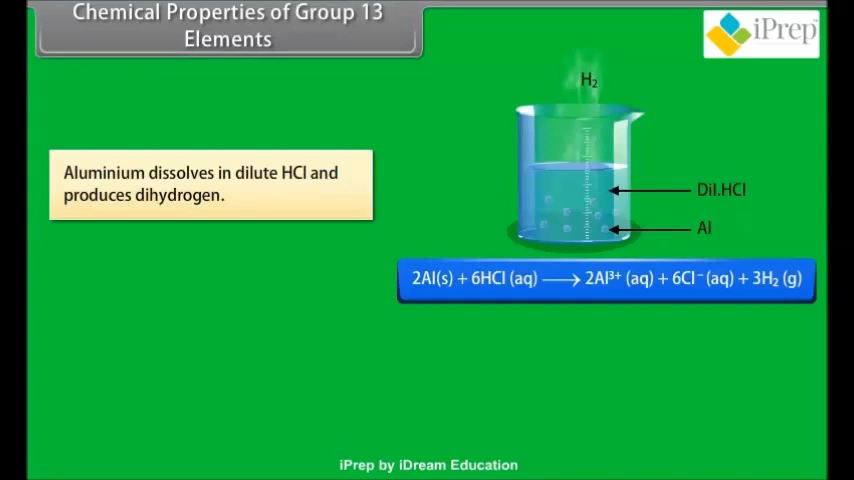 Chemical Properties of Group 13
Elements
iPrep
H₂
Aluminium dissolves in dilute HCl and
produces dihydrogen.
Dil.HCl
Al
2Al(s) + 6HCl (aq) ⟶ 2Al³⁺ (aq) + 6Cl⁻ (aq) + 3H₂ (g)
iPrep by iDream Education